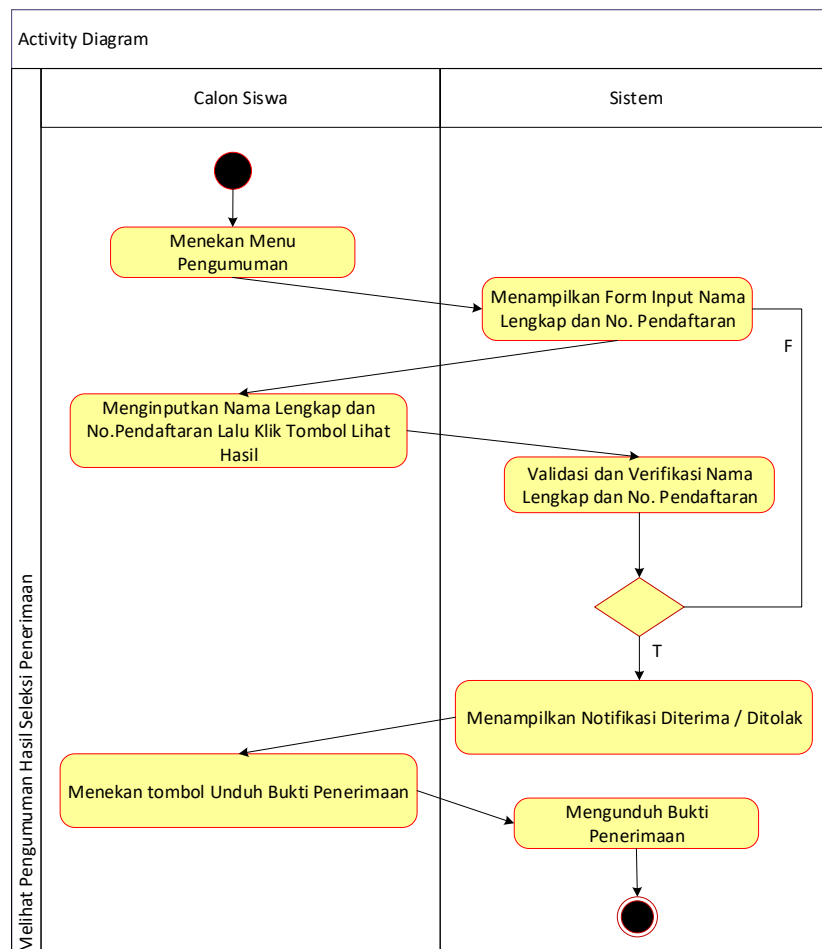 Activity Diagram
Calon Siswa
Sistem
Melihat Pengumuman Hasil Seleksi Penerimaan
Menekan Menu
Pengumuman
Menampilkan Form Input Nama
Lengkap dan No. Pendaftaran
F
Menginputkan Nama Lengkap dan
No.Pendaftaran Lalu Klik Tombol Lihat
Hasil
Validasi dan Verifikasi Nama
Lengkap dan No. Pendaftaran
T
Menampilkan Notifikasi Diterima / Ditolak
Menekan tombol Unduh Bukti Penerimaan
Mengunduh Bukti
Penerimaan